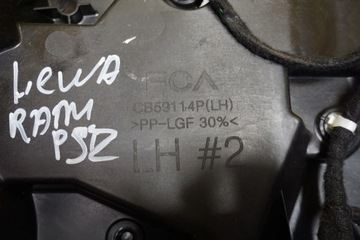 Lewa
RAM
PSZ
FCA
CB59114P(LH)
>PP-LGF 30%<
LH #2